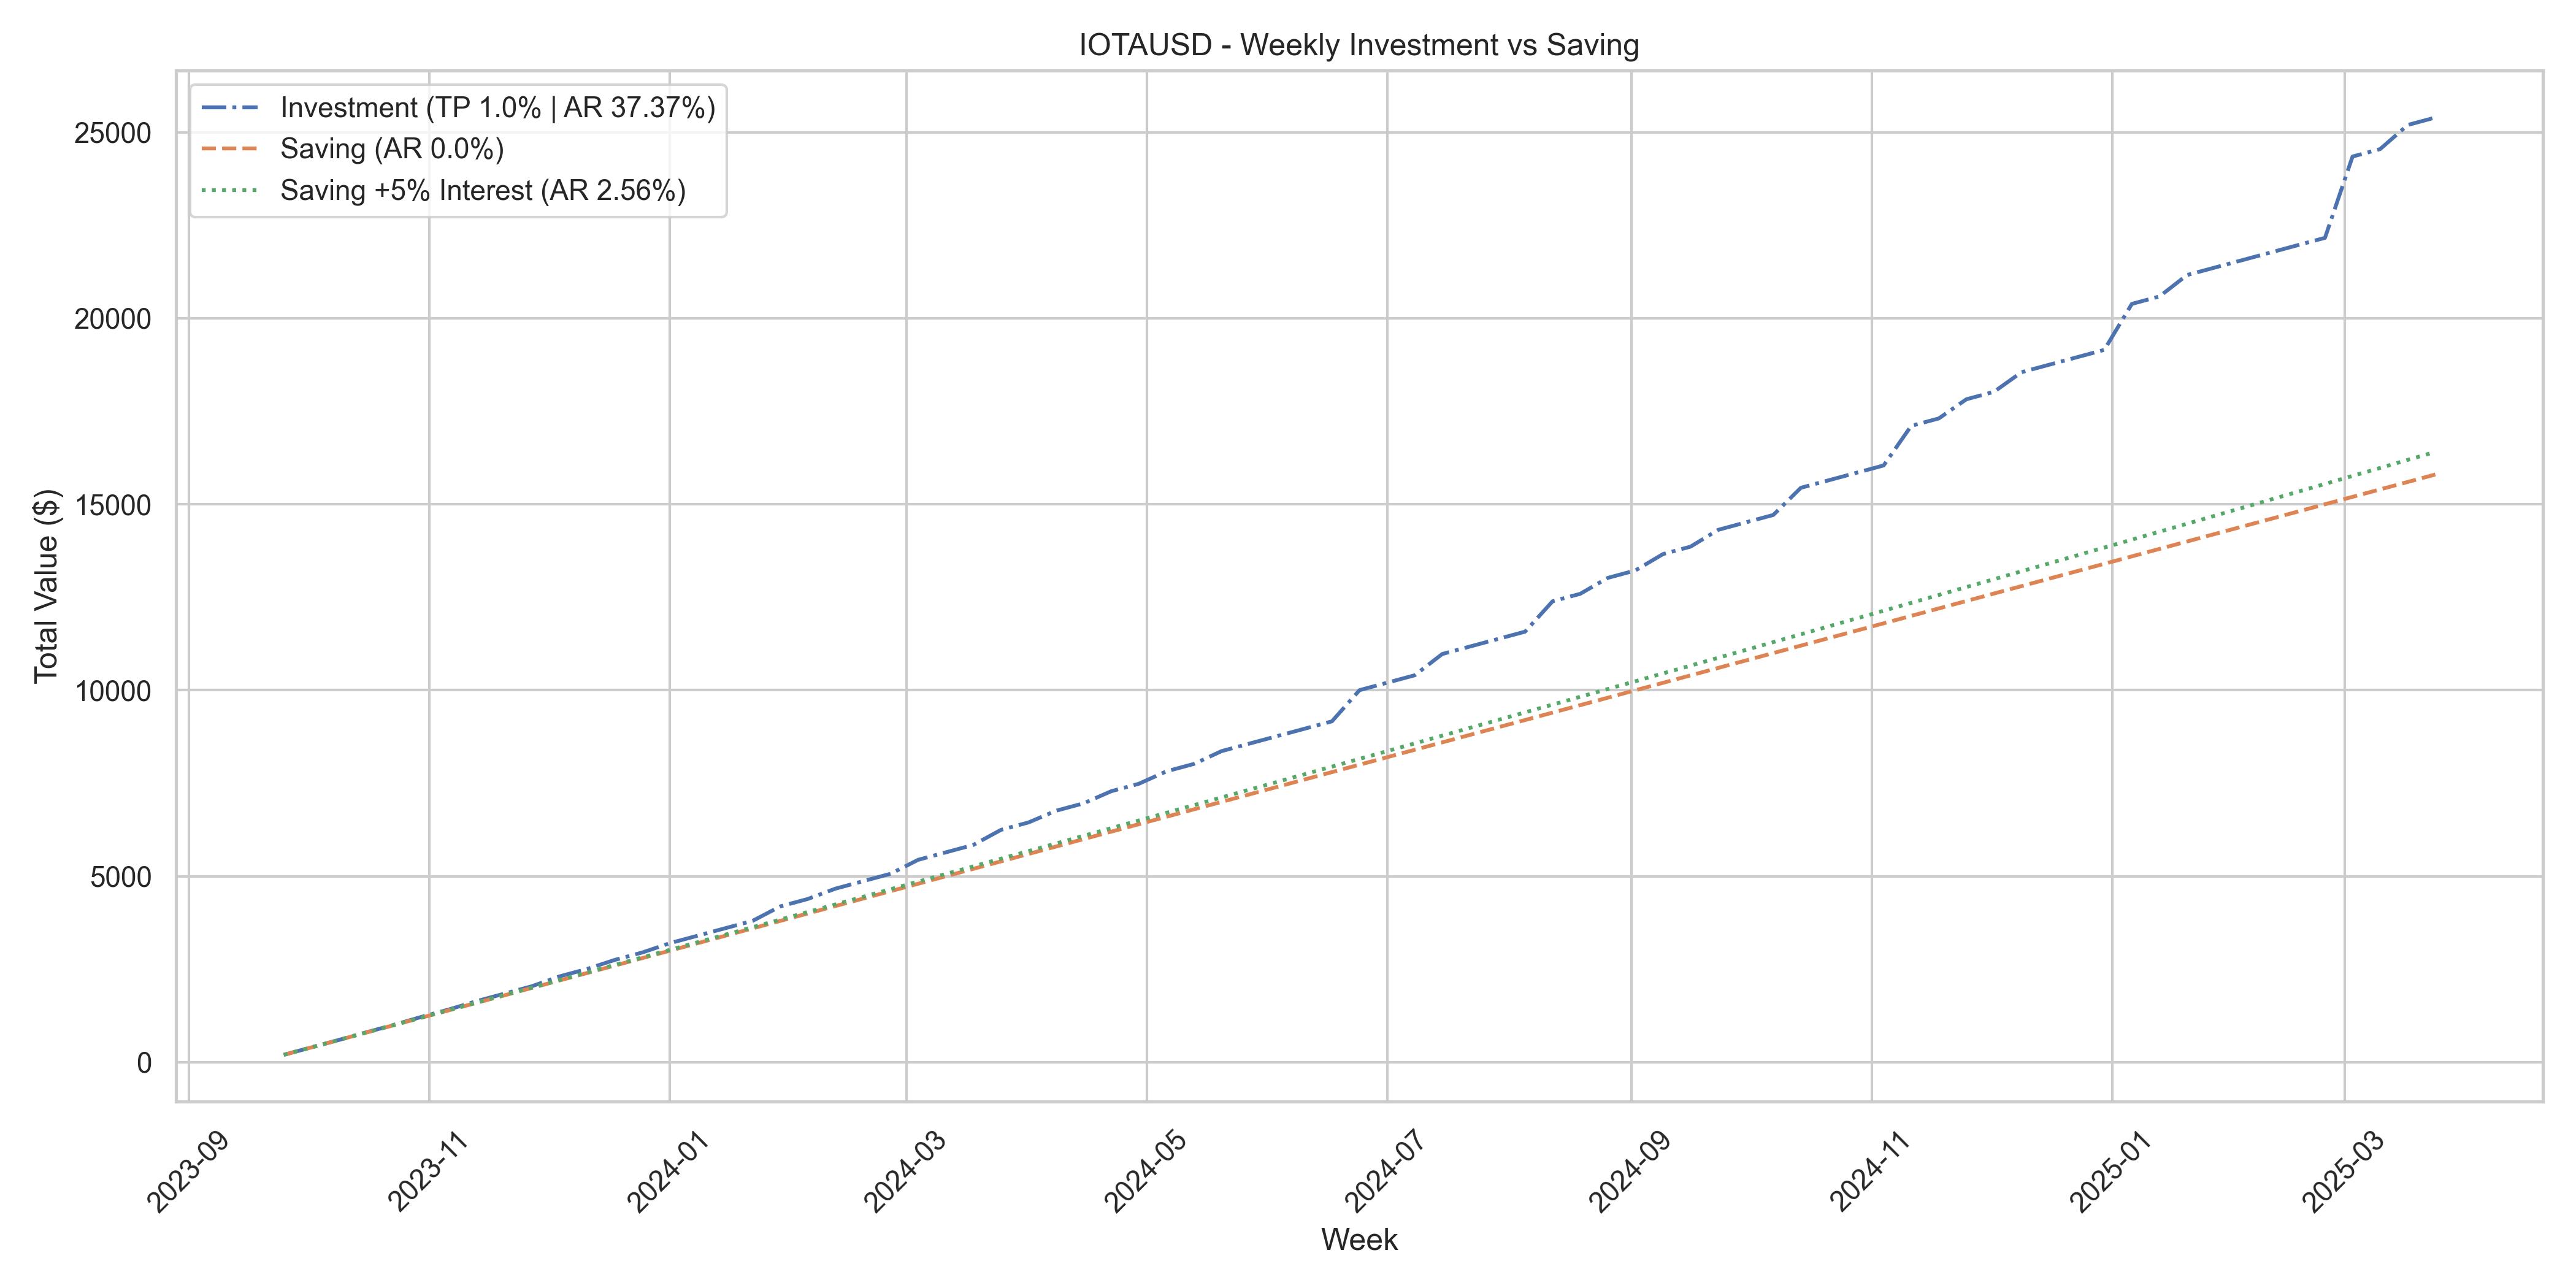 IOTAUSD - Weekly Investment vs Saving
Investment (TP 1.0% | AR 37.37%)
Saving (AR 0.0%)
Saving +5% Interest (AR 2.56%)
Total Value ($)
25000
20000
15000
10000
5000
0
2023-09
2023-11
2024-01
2024-03
2024-05
2024-07
2024-09
2024-11
2025-01
2025-03
Week